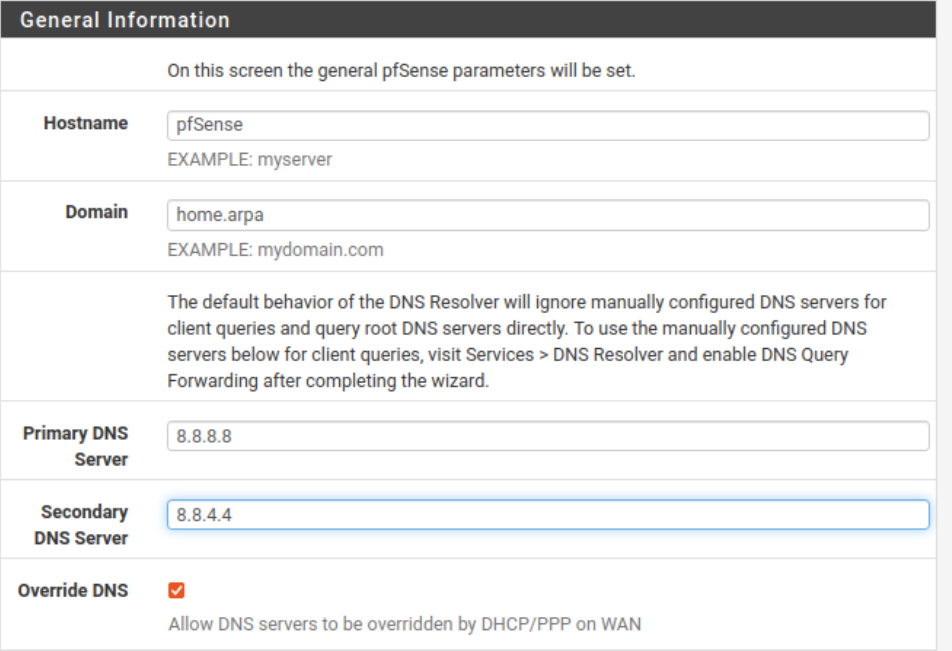 General Information
On this screen the general pfSense parameters will be set.
Hostname
pfSense
EXAMPLE: myserver
Domain
home.arpa
EXAMPLE: mydomain.com
The default behavior of the DNS Resolver will ignore manually configured DNS servers for
client queries and query root DNS servers directly. To use the manually configured DNS
servers below for client queries, visit Services > DNS Resolver and enable DNS Query
Forwarding after completing the wizard.
Primary DNS
Server
8.8.8.8
Secondary
DNS Server
8.8.4.4
Override DNS
Allow DNS servers to be overridden by DHCP/PPP on WAN